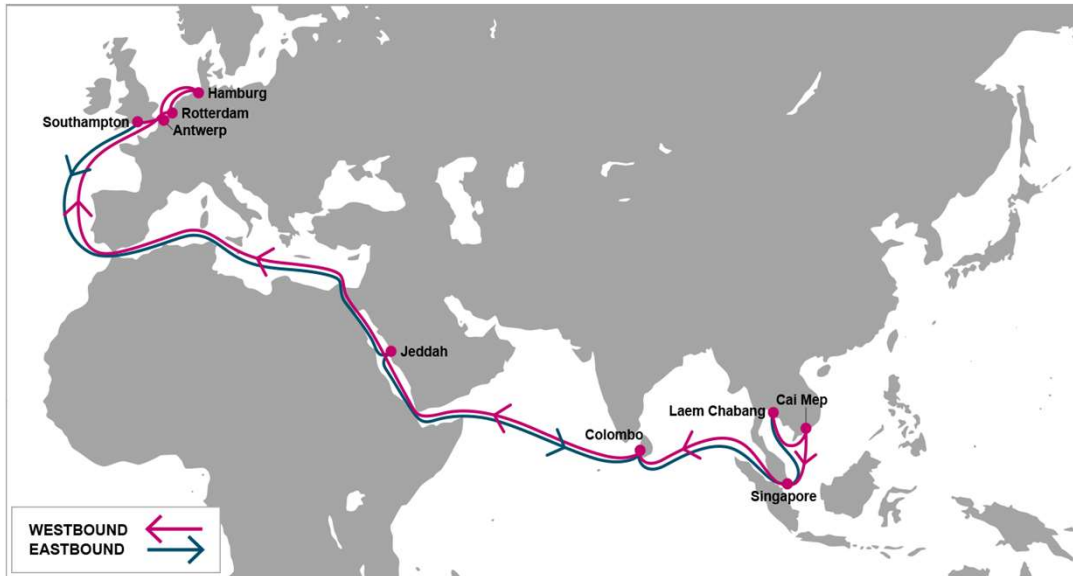 Hamburg
Rotterdam
Southampton
Antwerp
Jeddah
Cai Mep
Laem Chabang
Colombo
Singapore
WESTBOUND
EASTBOUND